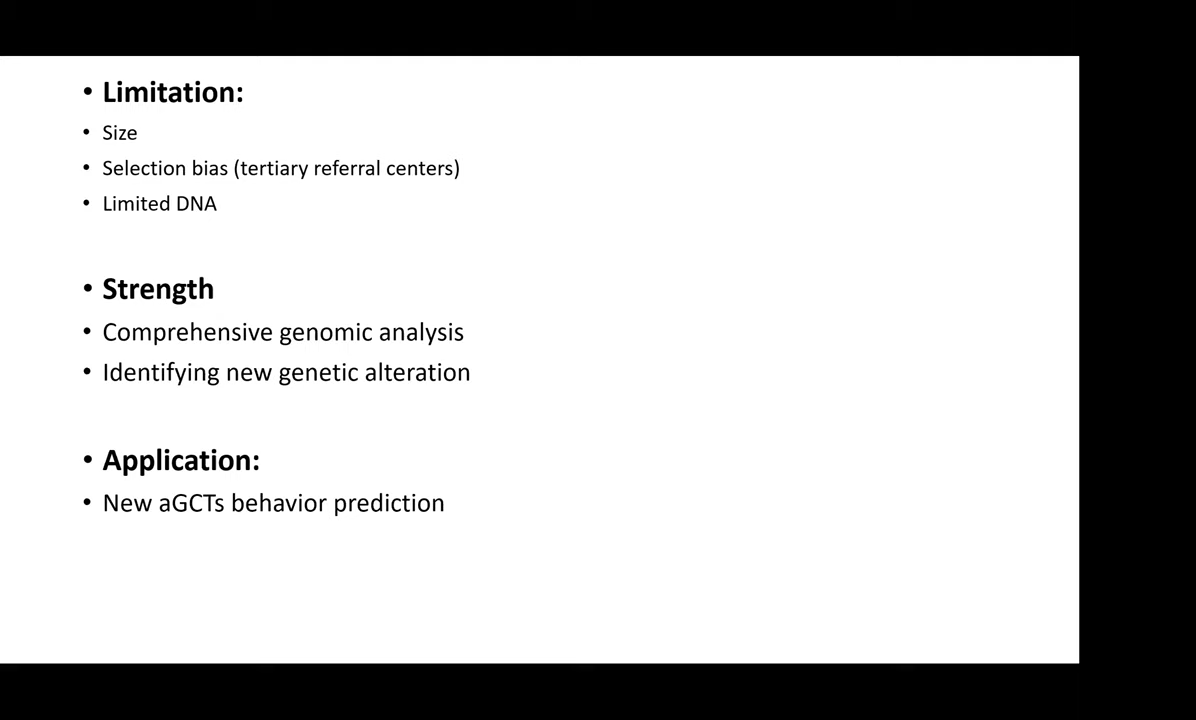 • Limitation:
• Size
• Selection bias (tertiary referral centers)
• Limited DNA
• Strength
• Comprehensive genomic analysis
• Identifying new genetic alteration
• Application:
• New aGCTs behavior prediction